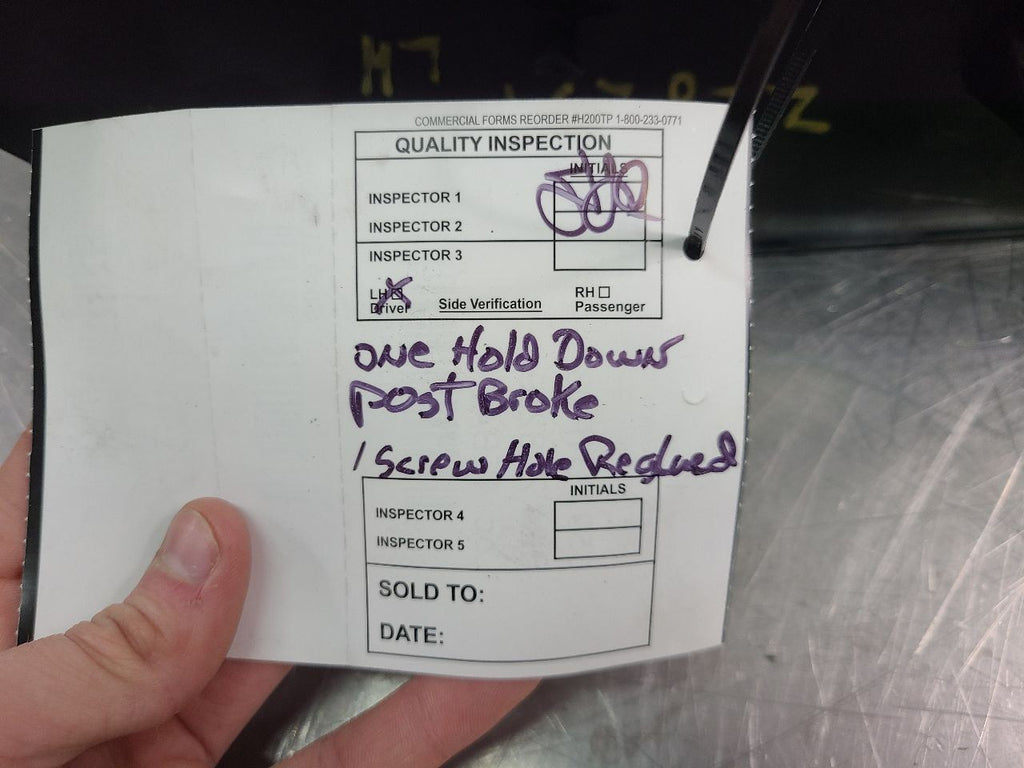 H7
COMMERCIAL FORMS REORDER #H200TP 1-800-233-0771
QUALITY INSPECTION
INITIALS
INSPECTOR 1
INSPECTOR 2
INSPECTOR 3
LH RH
Driver Side Verification Passenger
one Hold Down
post Broke
1 Screw Hole Reglued
INITIALS
INSPECTOR 4
INSPECTOR 5
SOLD TO:
DATE: